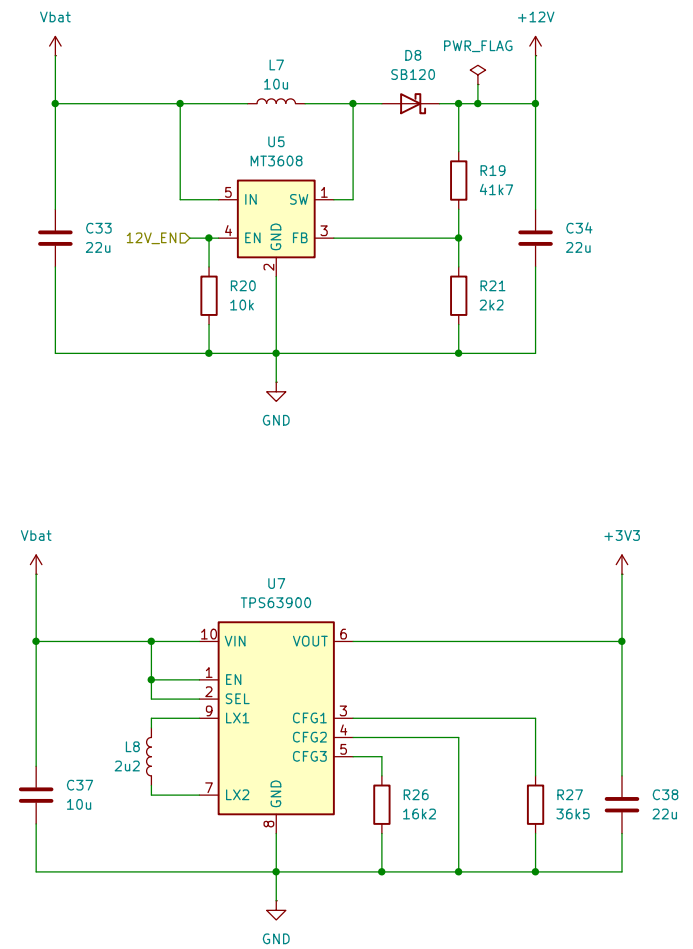 Vbat
+12V
PWR_FLAG
D8
SB120
L7
10u
U5
MT3608
R19
41k7
5 IN SW 1
C33
22u
12V_EN
4 EN GND FB 3
2
C34
22u
R20
10k
R21
2k2
GND
Vbat
+3V3
U7
TPS63900
10 VIN VOUT 6
1 EN
2 SEL
9 LX1 CFG1 3
CFG2 4
CFG3 5
L8
2u2
C37
10u
7 LX2 GND
8
R26
16k2
R27
36k5
C38
22u
GND